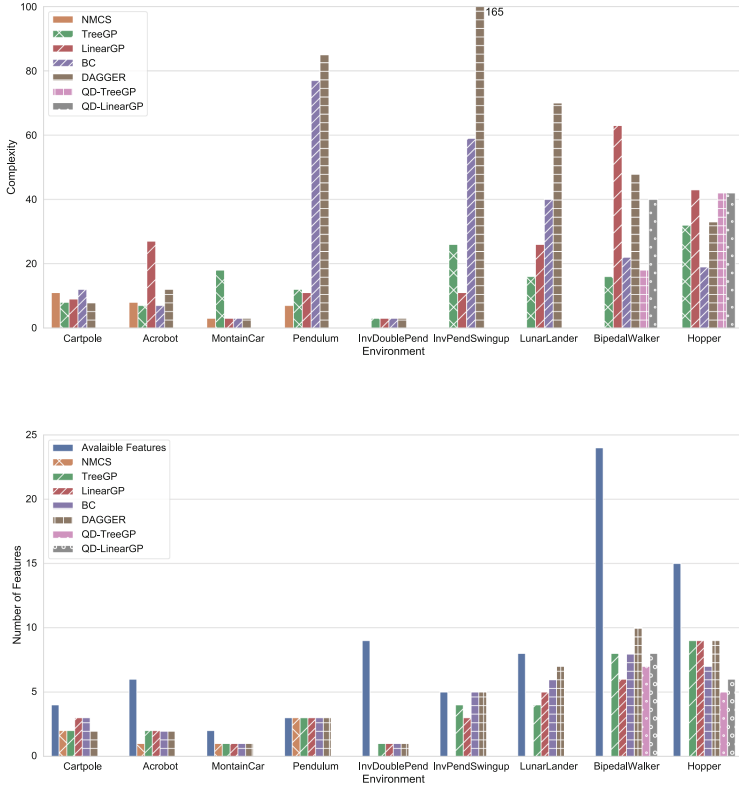 100
80
60
40
20
0
Complexity
NMCS
TreeGP
LinearGP
BC
DAGGER
QD-TreeGP
QD-LinearGP
165
Cartpole Acrobot MontainCar Pendulum InvDoublePend InvPendSwingup LunarLander BipedalWalker Hopper
Environment
25
20
15
10
5
0
Number of Features
Avalaible Features
NMCS
TreeGP
LinearGP
BC
DAGGER
QD-TreeGP
QD-LinearGP
Cartpole Acrobot MontainCar Pendulum InvDoublePend InvPendSwingup LunarLander BipedalWalker Hopper
Environment